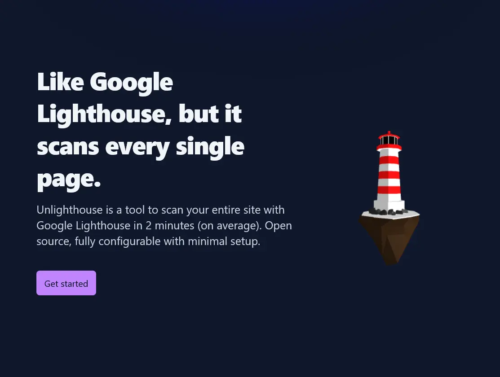 Like Google
Lighthouse, but it
scans every single
page.
Unlighthouse is a tool to scan your entire site with
Google Lighthouse in 2 minutes (on average). Open
source, fully configurable with minimal setup.
Get started